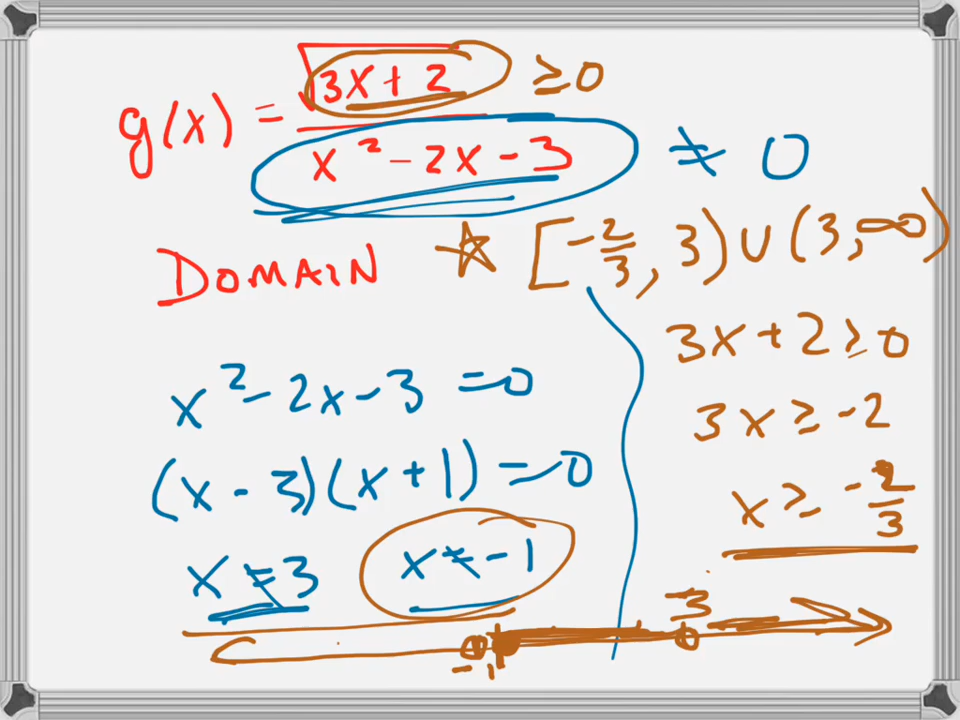 g(x) = √(3x + 2) / (x² - 2x - 3)
≥ 0
≠ 0
DOMAIN
☆ [-2/3, 3) ∪ (3, ∞)
x² - 2x - 3 = 0
(x - 3)(x + 1) = 0
x ≠ 3 x ≠ -1
3x + 2 ≥ 0
3x ≥ -2
x ≥ -2/3
-1